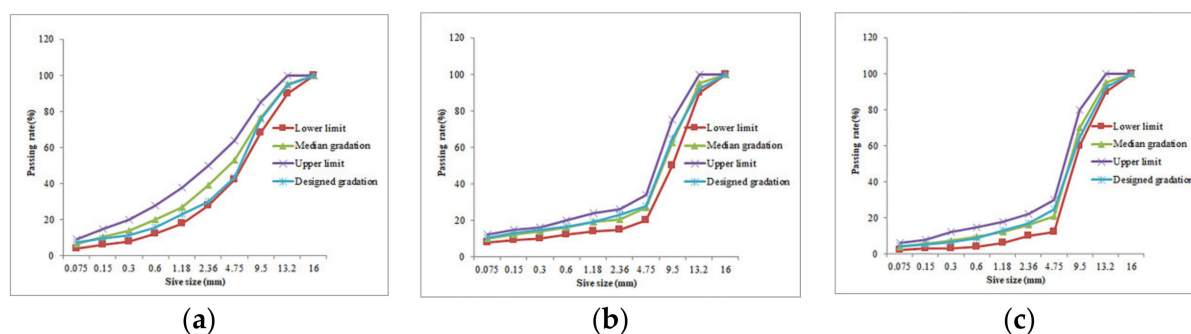 120
100
80
60
40
20
0
Passing rate(%)
0.075 0.15 0.3 0.6 1.18 2.36 4.75 9.5 13.2 16
Sive size (mm)
Lower limit
Median gradation
Upper limit
Designed gradation
(a)
120
100
80
60
40
20
0
Passing rate(%)
0.075 0.15 0.3 0.6 1.18 2.36 4.75 9.5 13.2 16
Sive size (mm)
Lower limit
Median gradation
Upper limit
Designed gradation
(b)
120
100
80
60
40
20
0
Passing rate(%)
0.075 0.15 0.3 0.6 1.18 2.36 4.75 9.5 13.2 16
Sive size (mm)
Lower limit
Median gradation
Upper limit
Designed gradation
(c)